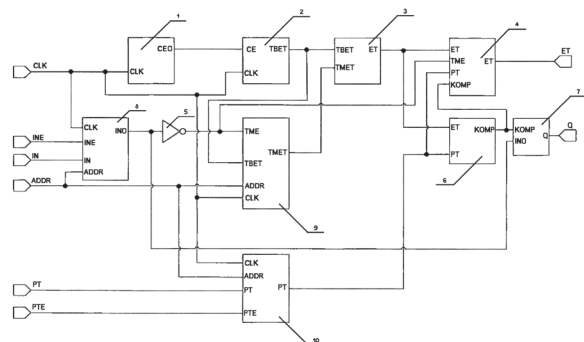 1
2
3
4
CEO
CE TBET
TBET ET
ET
TME ET
ET
CLK
CLK
CLK
TMET
PT
KOMP
8
5
CLK
INO
INE
INE
TME
ET
KOMP
KOMP
7
IN
IN
TMET
Q
Q
TBET
PT
INO
ADDR
ADDR
ADDR
6
CLK
9
CLK
ADDR
PT
PT
PT
PTE
PTE
10